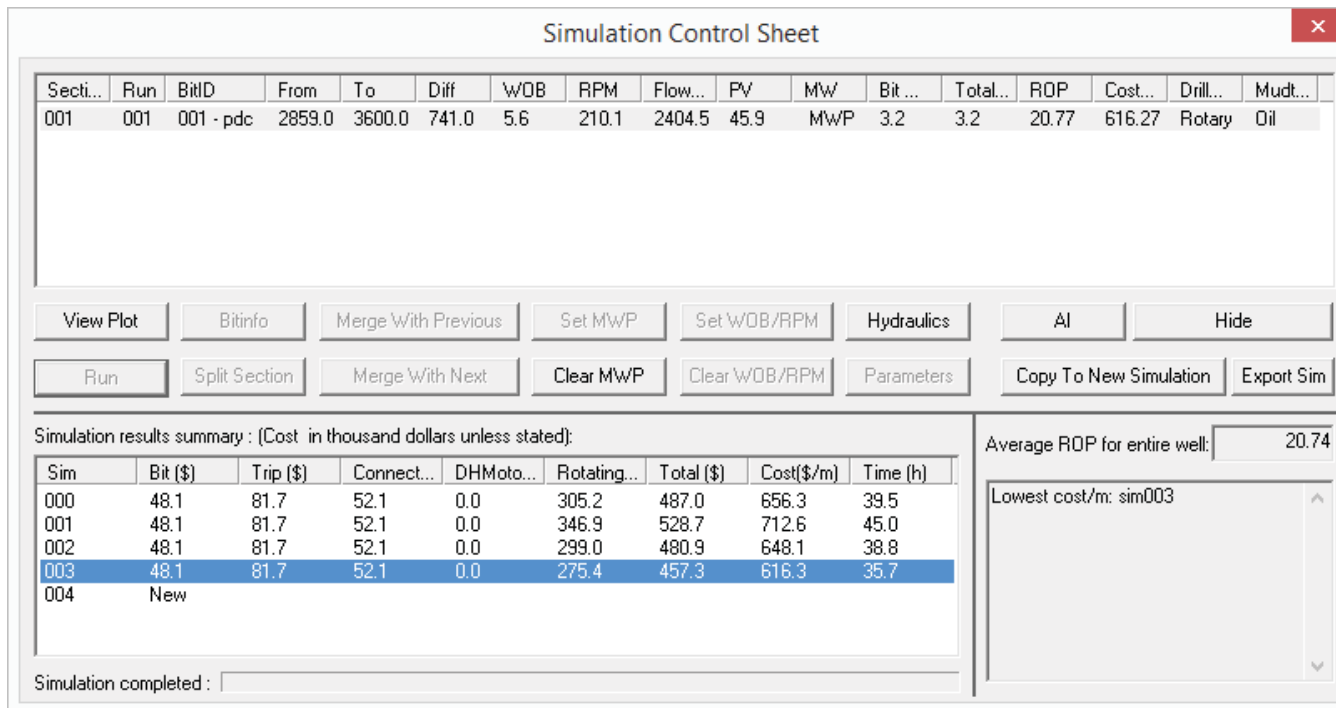 Simulation Control Sheet
Secti... Run BitID From To Diff WOB RPM Flow... PV MW Bit ... Total... ROP Cost... Drill... Mudt...
001 001 001 - pdc 2859.0 3600.0 741.0 5.6 210.1 2404.5 45.9 MWP 3.2 3.2 20.77 616.27 Rotary Oil
View Plot Bitinfo Merge With Previous Set MWP Set WOB/RPM Hydraulics AI Hide
Run Split Section Merge With Next Clear MWP Clear WOB/RPM Parameters Copy To New Simulation Export Sim
Simulation results summary : (Cost in thousand dollars unless stated):
Sim Bit ($) Trip ($) Connect... DHMoto... Rotating... Total ($) Cost($/m) Time (h)
000 48.1 81.7 52.1 0.0 305.2 487.0 656.3 39.5
001 48.1 81.7 52.1 0.0 346.9 528.7 712.6 45.0
002 48.1 81.7 52.1 0.0 299.0 480.9 648.1 38.8
003 48.1 81.7 52.1 0.0 275.4 457.3 616.3 35.7
004 New
Simulation completed :
Average ROP for entire well: 20.74
Lowest cost/m: sim003